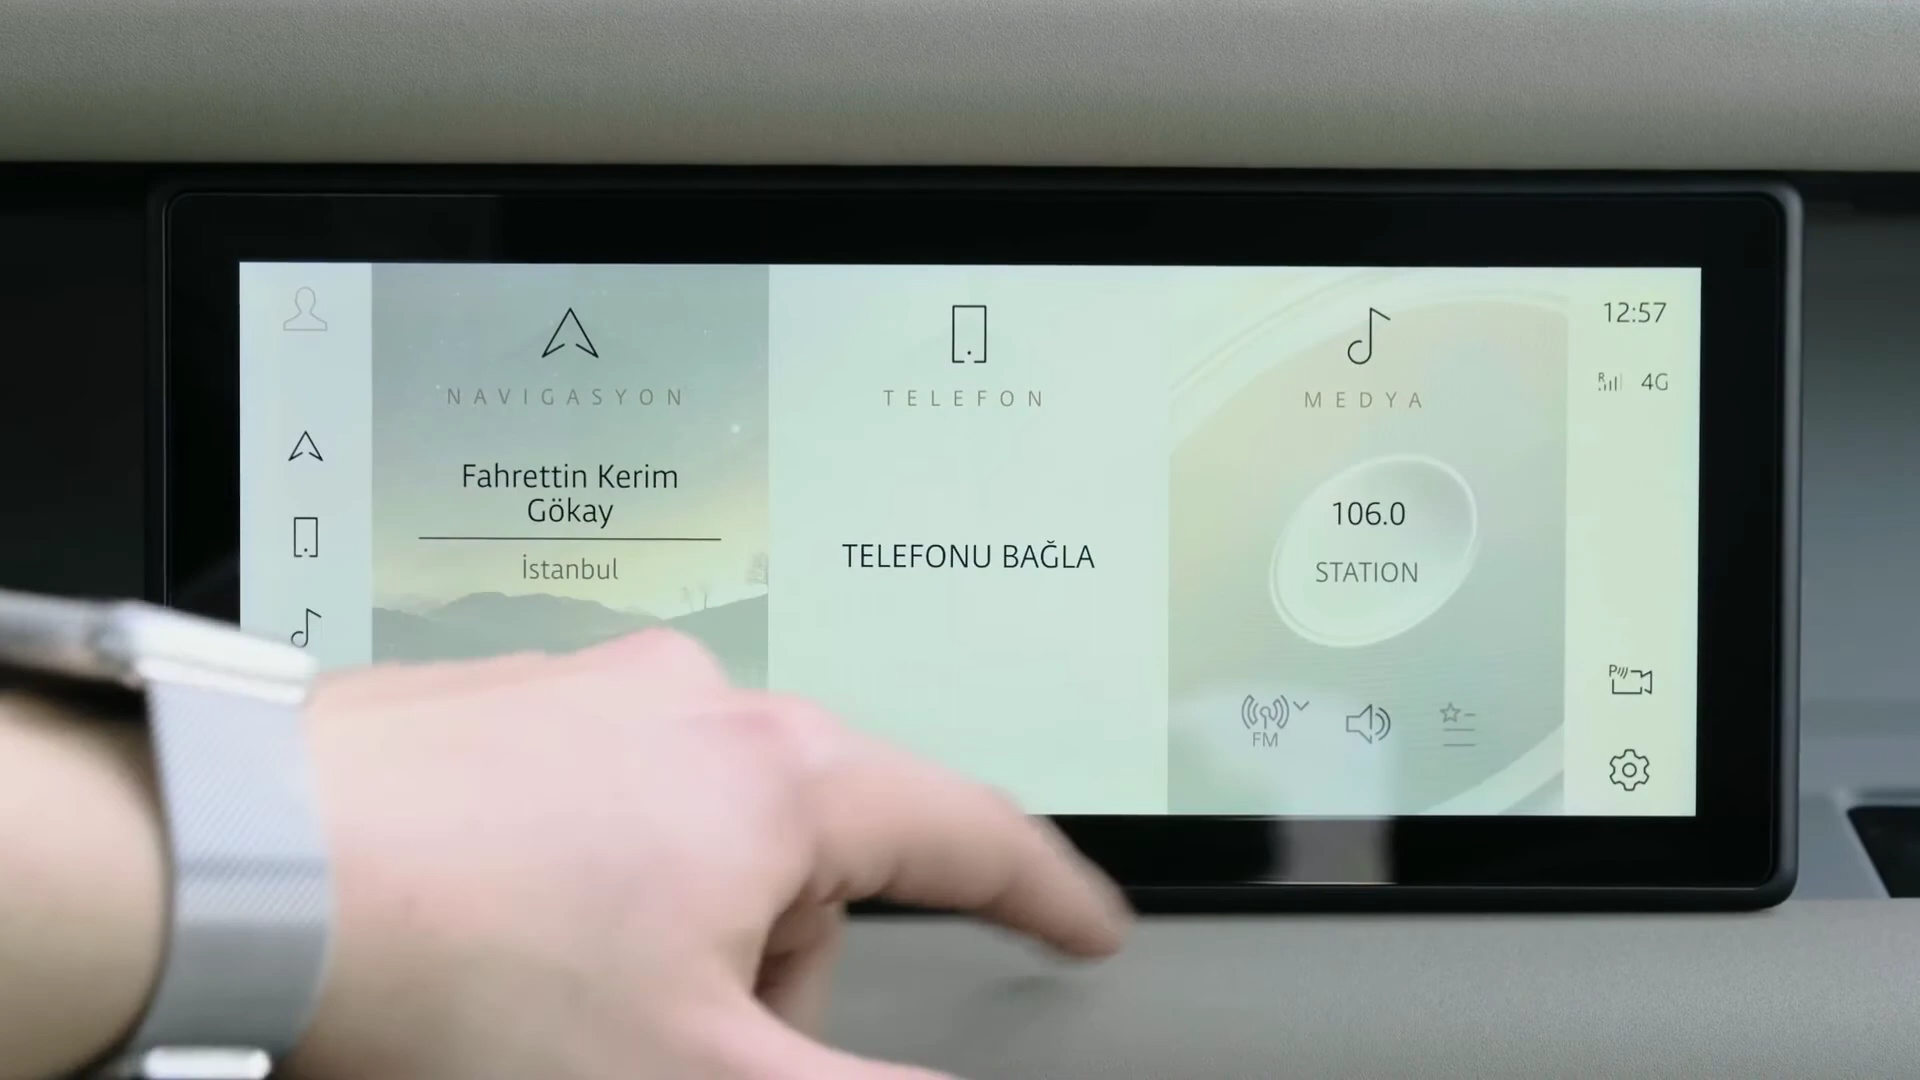 NAVIGASYON
Fahrettin Kerim
Gökay
İstanbul
TELEFON
TELEFONU BAĞLA
MEDYA
106.0
STATION
FM
12:57
R 4G
P